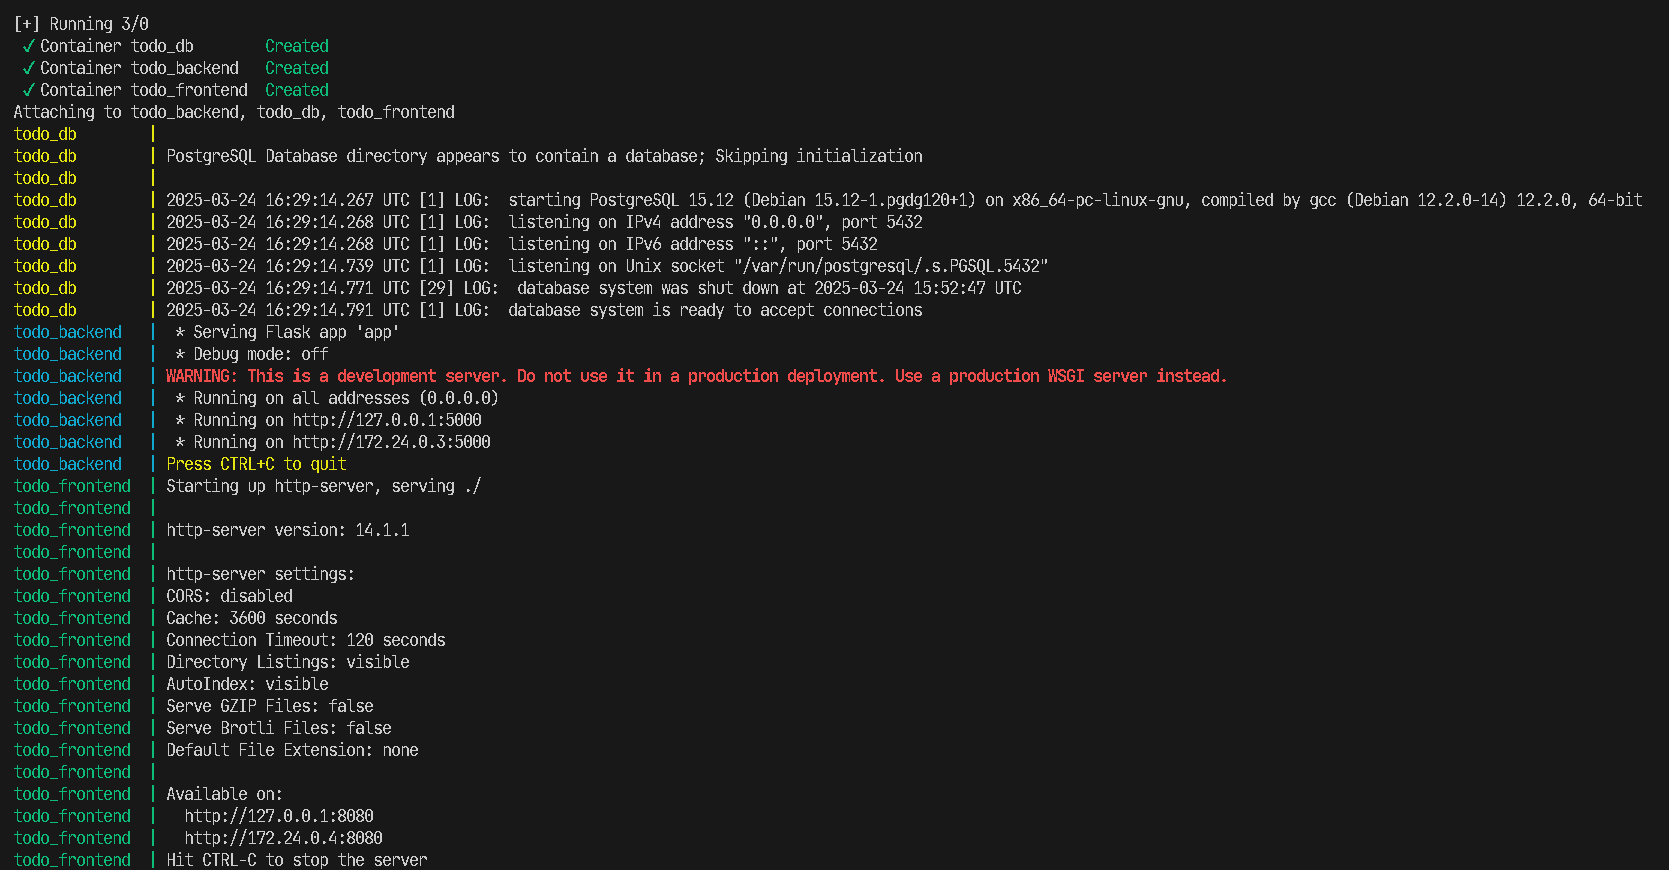 [+] Running 3/0
✓ Container todo_db        Created
✓ Container todo_backend   Created
✓ Container todo_frontend  Created
Attaching to todo_backend, todo_db, todo_frontend
todo_db        |
todo_db        | PostgreSQL Database directory appears to contain a database; Skipping initialization
todo_db        |
todo_db        | 2025-03-24 16:29:14.267 UTC [1] LOG:  starting PostgreSQL 15.12 (Debian 15.12-1.pgdg120+1) on x86_64-pc-linux-gnu, compiled by gcc (Debian 12.2.0-14) 12.2.0, 64-bit
todo_db        | 2025-03-24 16:29:14.268 UTC [1] LOG:  listening on IPv4 address "0.0.0.0", port 5432
todo_db        | 2025-03-24 16:29:14.268 UTC [1] LOG:  listening on IPv6 address "::", port 5432
todo_db        | 2025-03-24 16:29:14.739 UTC [1] LOG:  listening on Unix socket "/var/run/postgresql/.s.PGSQL.5432"
todo_db        | 2025-03-24 16:29:14.771 UTC [29] LOG:  database system was shut down at 2025-03-24 15:52:47 UTC
todo_db        | 2025-03-24 16:29:14.791 UTC [1] LOG:  database system is ready to accept connections
todo_backend   |  * Serving Flask app 'app'
todo_backend   |  * Debug mode: off
todo_backend   | WARNING: This is a development server. Do not use it in a production deployment. Use a production WSGI server instead.
todo_backend   |  * Running on all addresses (0.0.0.0)
todo_backend   |  * Running on http://127.0.0.1:5000
todo_backend   |  * Running on http://172.24.0.3:5000
todo_backend   | Press CTRL+C to quit
todo_frontend  | Starting up http-server, serving ./
todo_frontend  |
todo_frontend  | http-server version: 14.1.1
todo_frontend  |
todo_frontend  | http-server settings:
todo_frontend  | CORS: disabled
todo_frontend  | Cache: 3600 seconds
todo_frontend  | Connection Timeout: 120 seconds
todo_frontend  | Directory Listings: visible
todo_frontend  | AutoIndex: visible
todo_frontend  | Serve GZIP Files: false
todo_frontend  | Serve Brotli Files: false
todo_frontend  | Default File Extension: none
todo_frontend  |
todo_frontend  | Available on:
todo_frontend  |   http://127.0.0.1:8080
todo_frontend  |   http://172.24.0.4:8080
todo_frontend  | Hit CTRL-C to stop the server